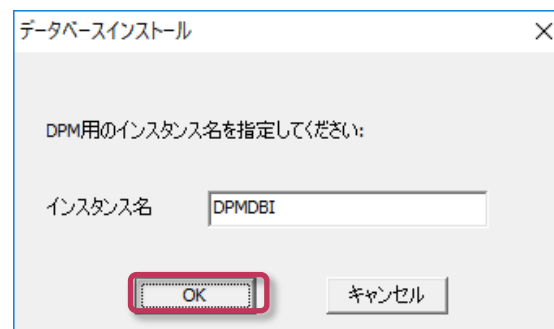 データベースインストール
DPM用のインスタンス名を指定してください:
インスタンス名 DPMDBI
OK キャンセル